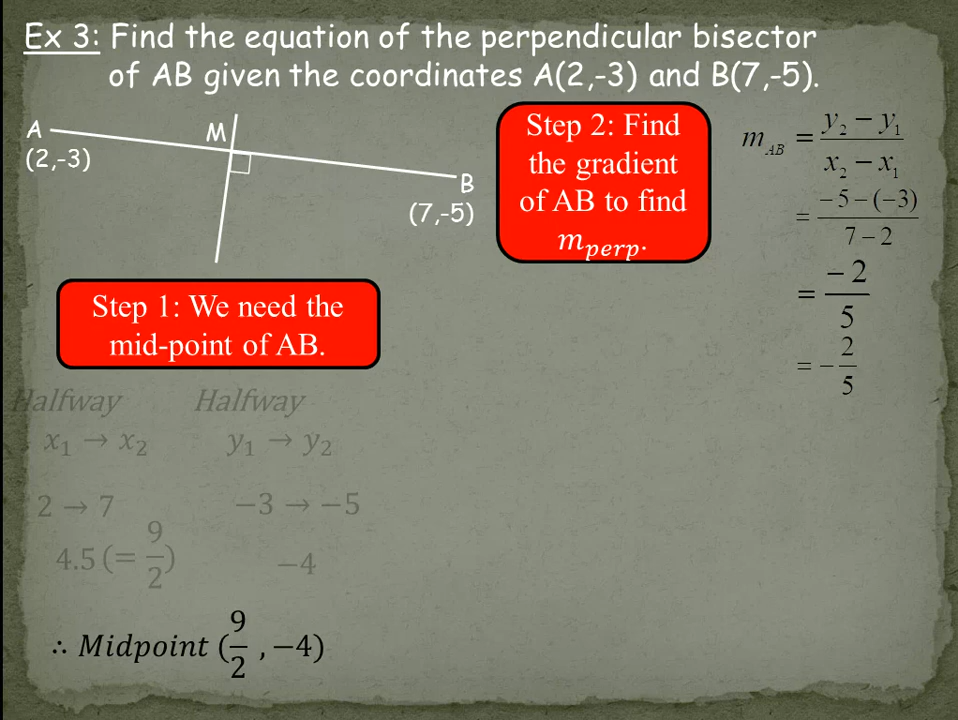 Ex 3: Find the equation of the perpendicular bisector
of AB given the coordinates A(2,-3) and B(7,-5).
A
(2,-3)
M
B
(7,-5)
Step 1: We need the
mid-point of AB.
Halfway
x₁ → x₂
2 → 7
4.5 (= 9/2)
Halfway
y₁ → y₂
−3 → −5
−4
∴ Midpoint (9/2 , −4)
Step 2: Find
the gradient
of AB to find
m_perp.
m_AB = (y₂ − y₁)/(x₂ − x₁)
= (−5 − (−3))/(7 − 2)
= −2/5
= −2/5